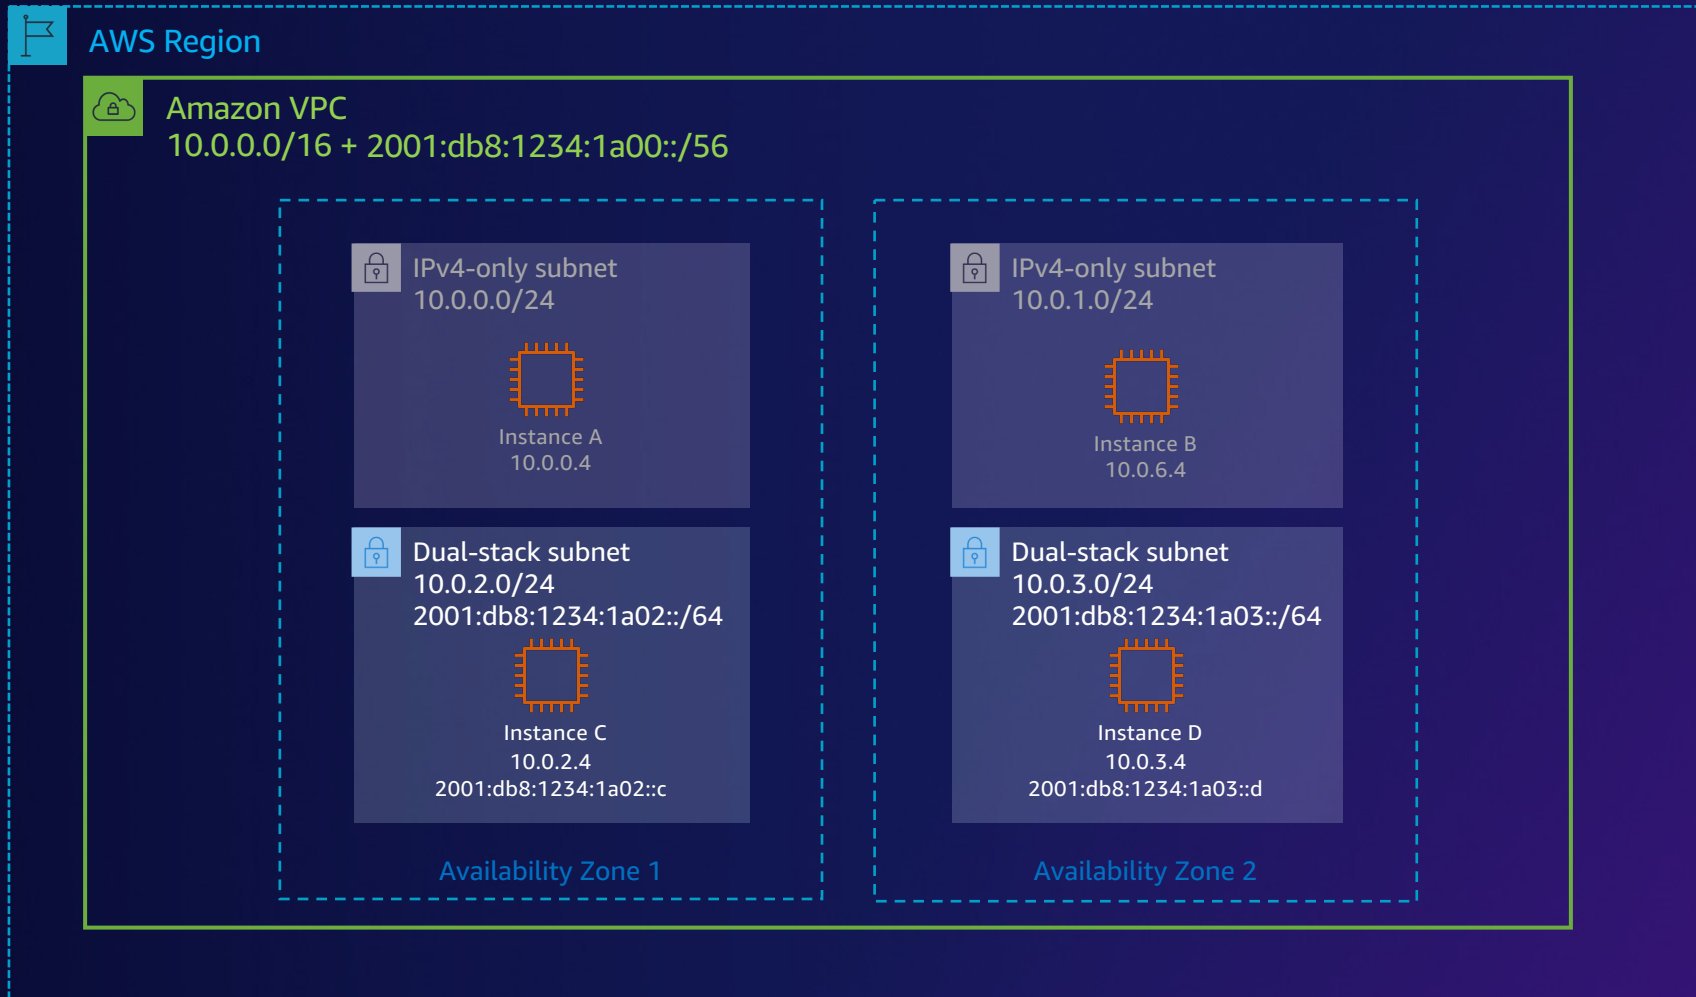 AWS Region
Amazon VPC
10.0.0.0/16 + 2001:db8:1234:1a00::/56
IPv4-only subnet
10.0.0.0/24
Instance A
10.0.0.4
IPv4-only subnet
10.0.1.0/24
Instance B
10.0.6.4
Dual-stack subnet
10.0.2.0/24
2001:db8:1234:1a02::/64
Instance C
10.0.2.4
2001:db8:1234:1a02::c
Dual-stack subnet
10.0.3.0/24
2001:db8:1234:1a03::/64
Instance D
10.0.3.4
2001:db8:1234:1a03::d
Availability Zone 1
Availability Zone 2